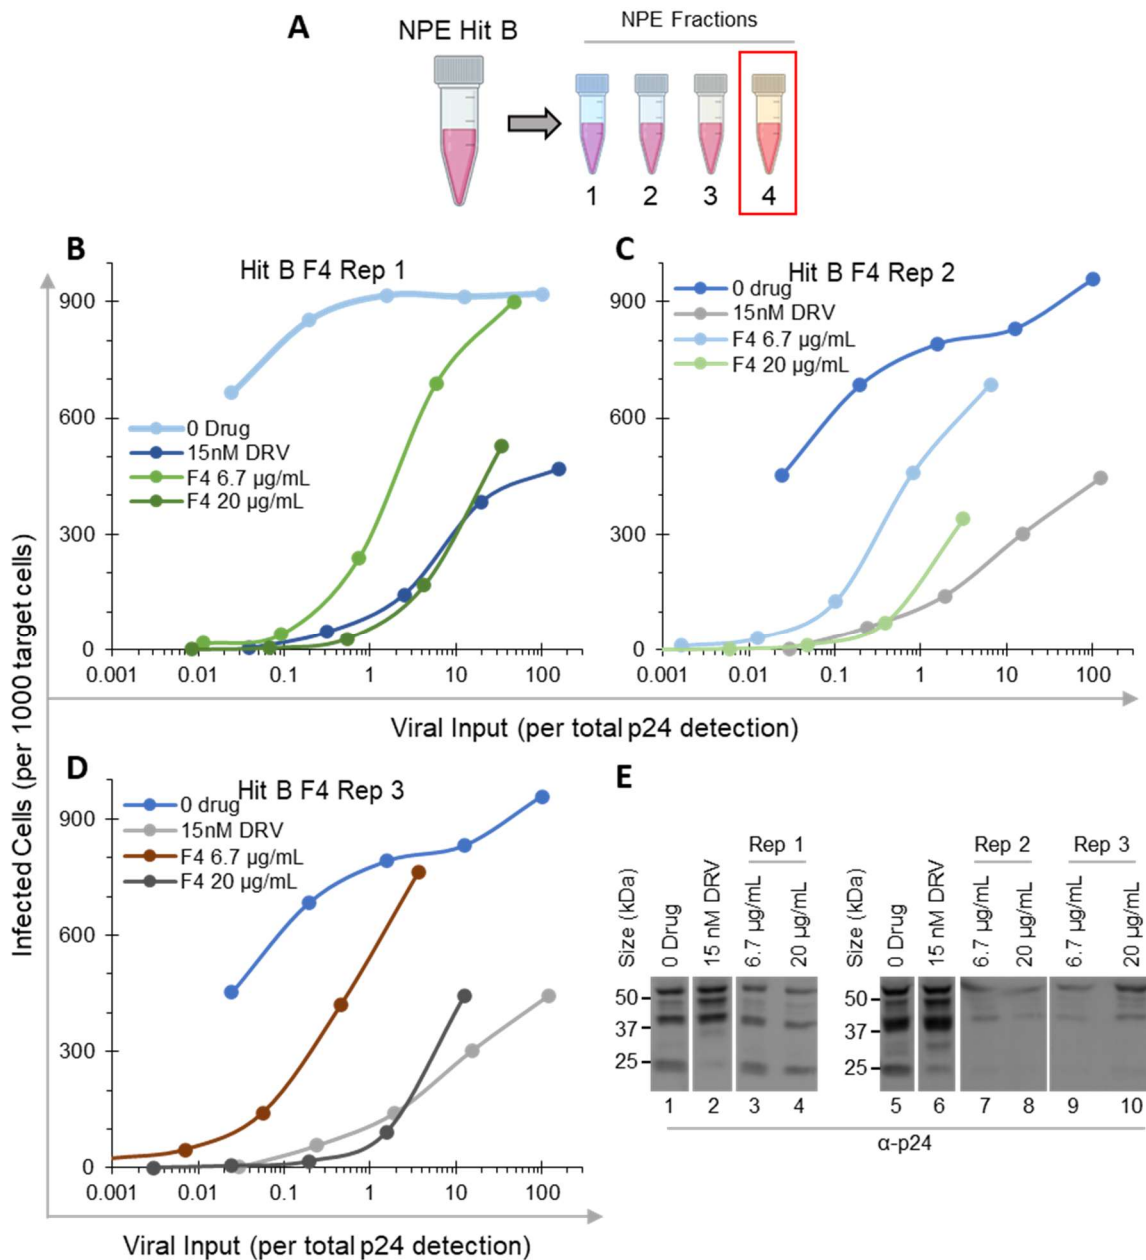 A
NPE Hit B
NPE Fractions
1 2 3 4
B
Hit B F4 Rep 1
900
600
300
0
0 Drug
15nM DRV
F4 6.7 µg/mL
F4 20 µg/mL
0.001 0.01 0.1 1 10 100
C
Hit B F4 Rep 2
0 drug
15nM DRV
F4 6.7 µg/mL
F4 20 µg/mL
900
600
300
0
0.001 0.01 0.1 1 10 100
Viral Input (per total p24 detection)
Infected Cells (per 1000 target cells)
D
Hit B F4 Rep 3
0 drug
15nM DRV
F4 6.7 µg/mL
F4 20 µg/mL
900
600
300
0
0.001 0.01 0.1 1 10 100
Viral Input (per total p24 detection)
E
Rep 1
Rep 2
Rep 3
Size (kDa)
0 Drug
15 nM DRV
6.7 µg/mL
20 µg/mL
Size (kDa)
0 Drug
15 nM DRV
6.7 µg/mL
20 µg/mL
6.7 µg/mL
20 µg/mL
50
37
25
50
37
25
1 2 3 4 5 6 7 8 9 10
α-p24